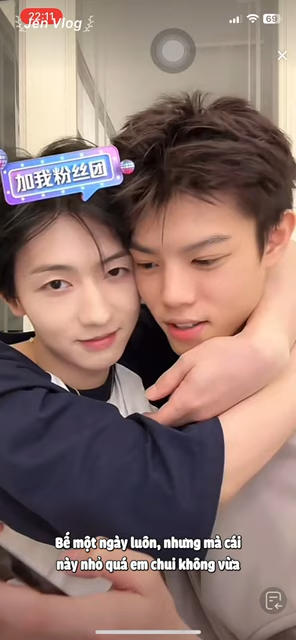 22:11
Jen Vlog
69
加我粉丝团
Bế một ngày luôn, nhưng mà cái
này nhỏ quá em chui không vừa